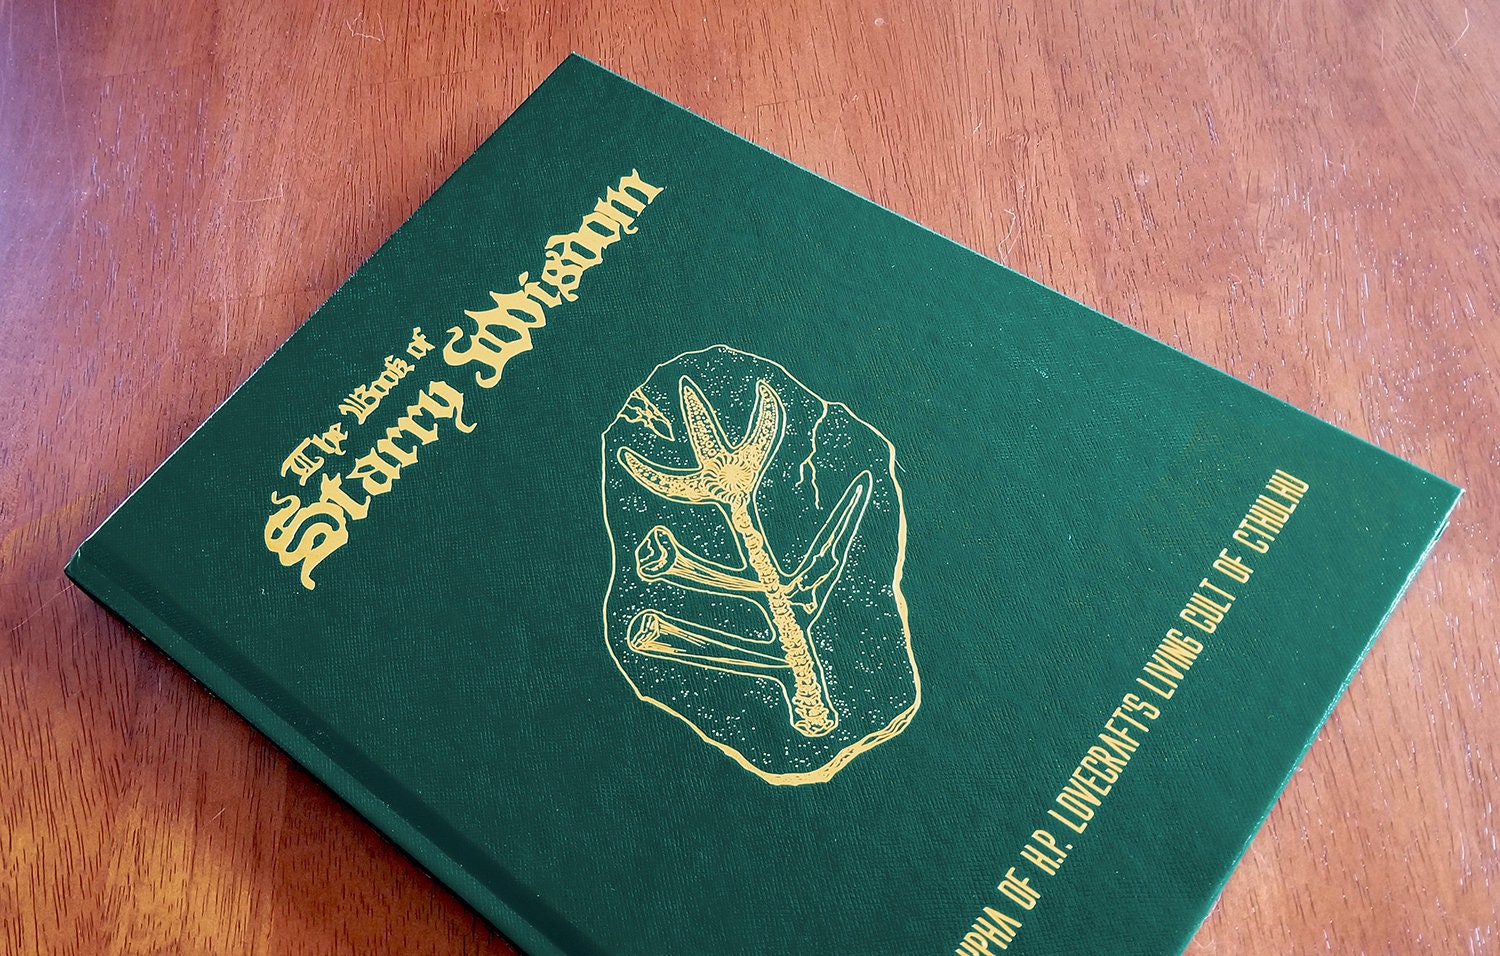 The Book of
Starry Wisdom
OF H.P. LOVECRAFT'S LIVING CULT OF CTHULHU